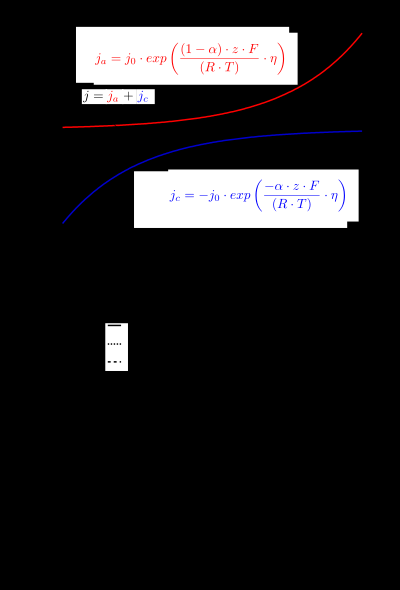 j_a = j_0 · exp ( (1 − α) · z · F / (R · T) · η )
j = j_a + j_c
j_c = −j_0 · exp ( −α · z · F / (R · T) · η )